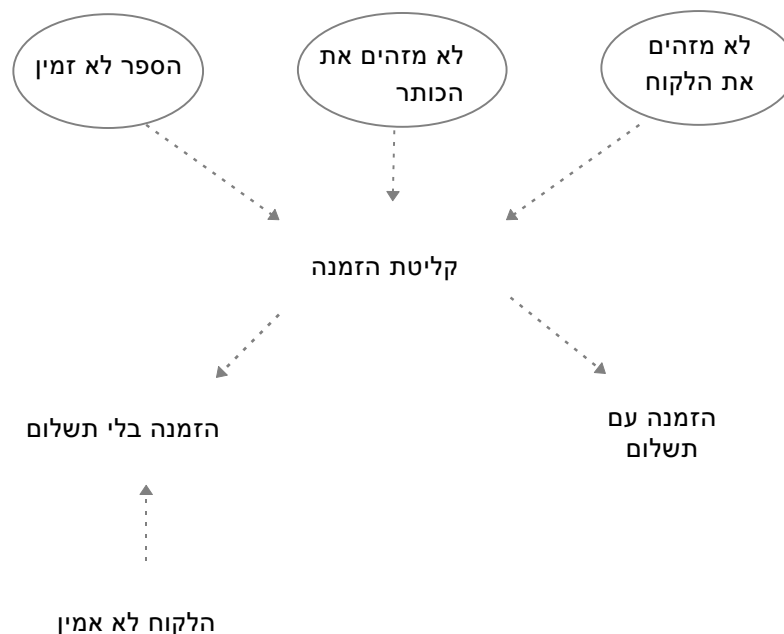 לא מזהים
את הלקוח
לא מזהים את
הכותר
הספר לא זמין
קליטת הזמנה
הזמנה עם
תשלום
הזמנה בלי תשלום
הלקוח לא אמין